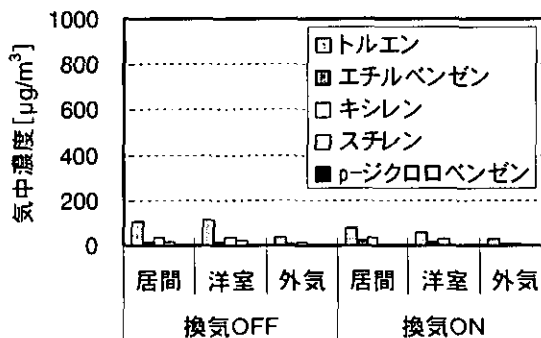 気中濃度[μg/m³]
1000
800
600
400
200
0
トルエン
エチルベンゼン
キシレン
スチレン
p-ジクロロベンゼン
居間 洋室 外気 居間 洋室 外気
換気OFF 換気ON